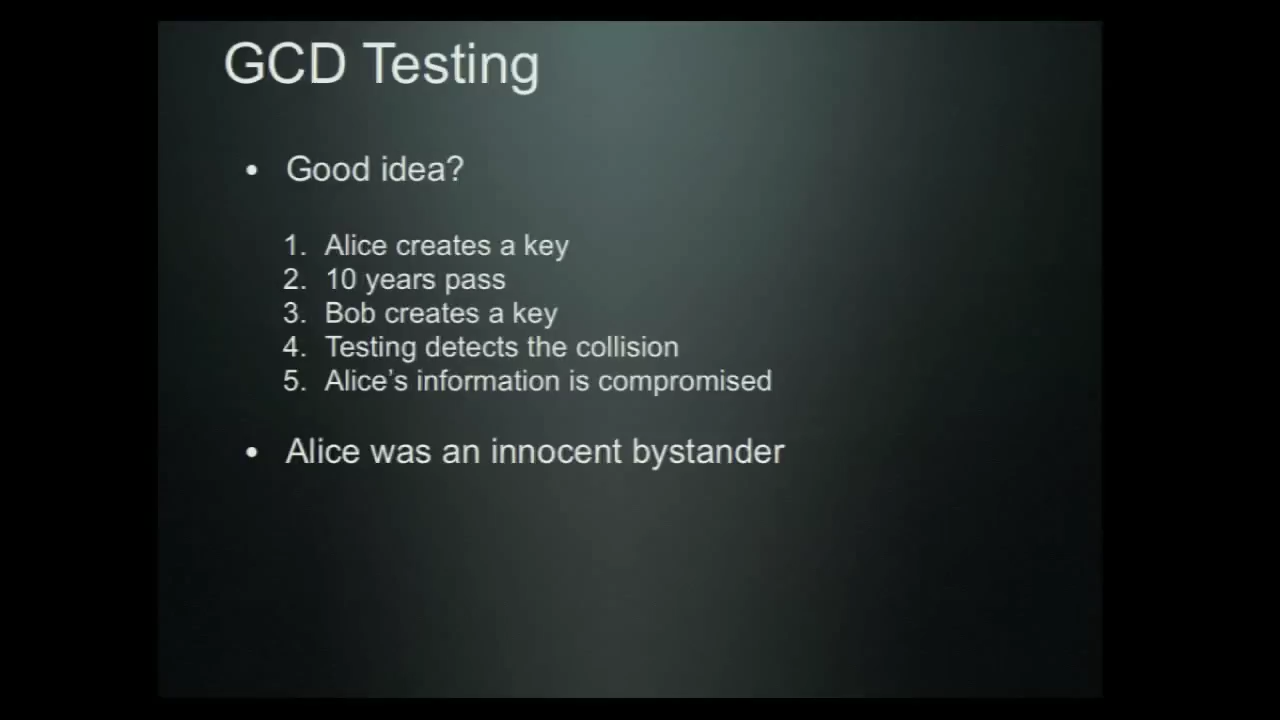 GCD Testing
• Good idea?
1. Alice creates a key
2. 10 years pass
3. Bob creates a key
4. Testing detects the collision
5. Alice’s information is compromised
• Alice was an innocent bystander